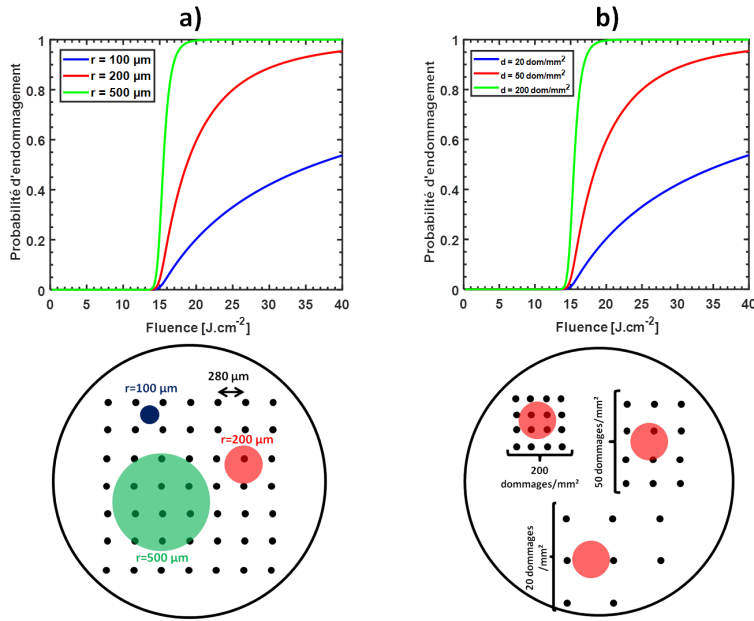 a)
1
0.8
0.6
0.4
0.2
0
Probabilité d'endommagement
r = 100 µm
r = 200 µm
r = 500 µm
0 5 10 15 20 25 30 35 40
Fluence [J.cm-2]
b)
1
0.8
0.6
0.4
0.2
0
Probabilité d'endommagement
d = 20 dom/mm²
d = 50 dom/mm²
d = 200 dom/mm²
0 5 10 15 20 25 30 35 40
Fluence [J.cm-2]
280 µm
r=100 µm
r=200 µm
r=500 µm
200
dommages/mm²
50 dommages/mm²
20 dommages
/mm²